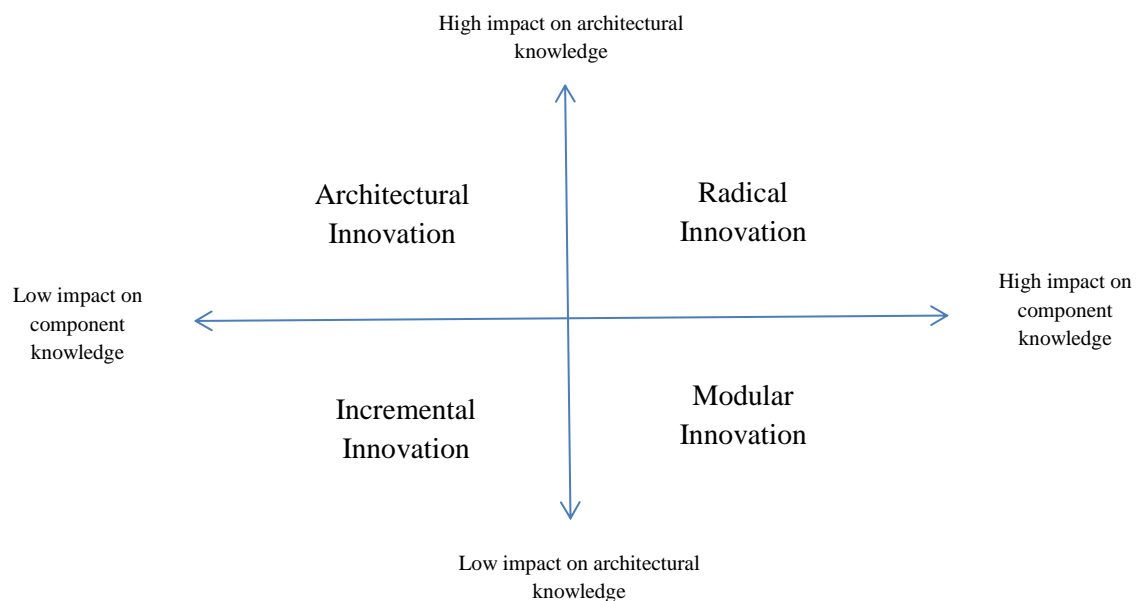 High impact on architectural
knowledge
Architectural
Innovation
Radical
Innovation
Low impact on
component
knowledge
High impact on
component
knowledge
Incremental
Innovation
Modular
Innovation
Low impact on architectural
knowledge